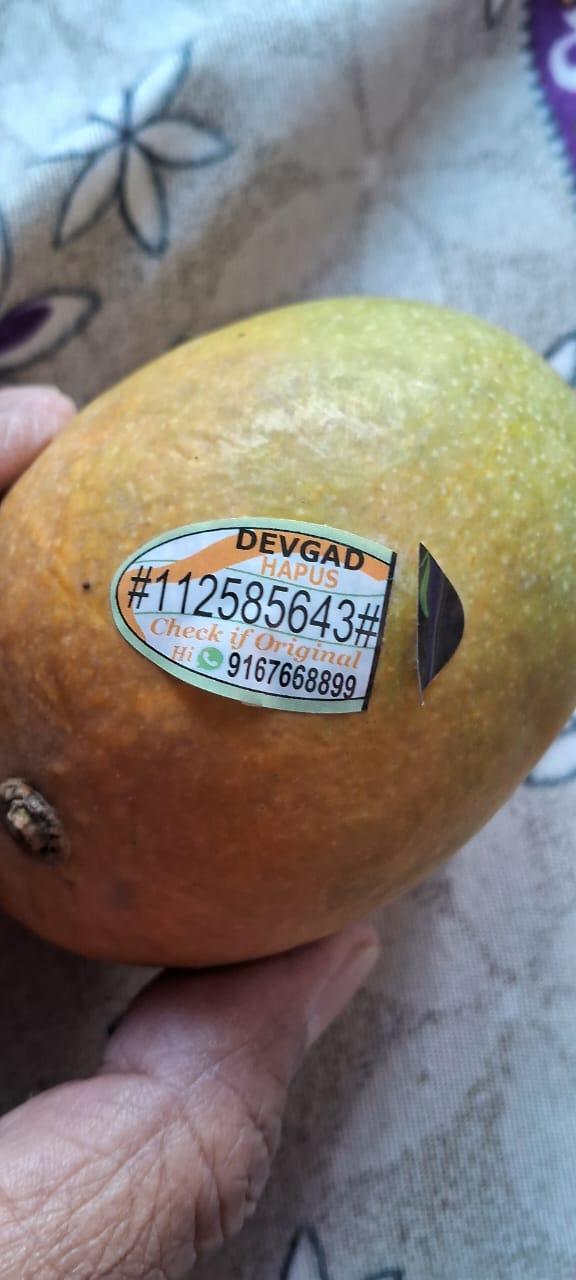 DEVGAD
HAPUS
#112585643#
Check if Original
Hi 9167668899